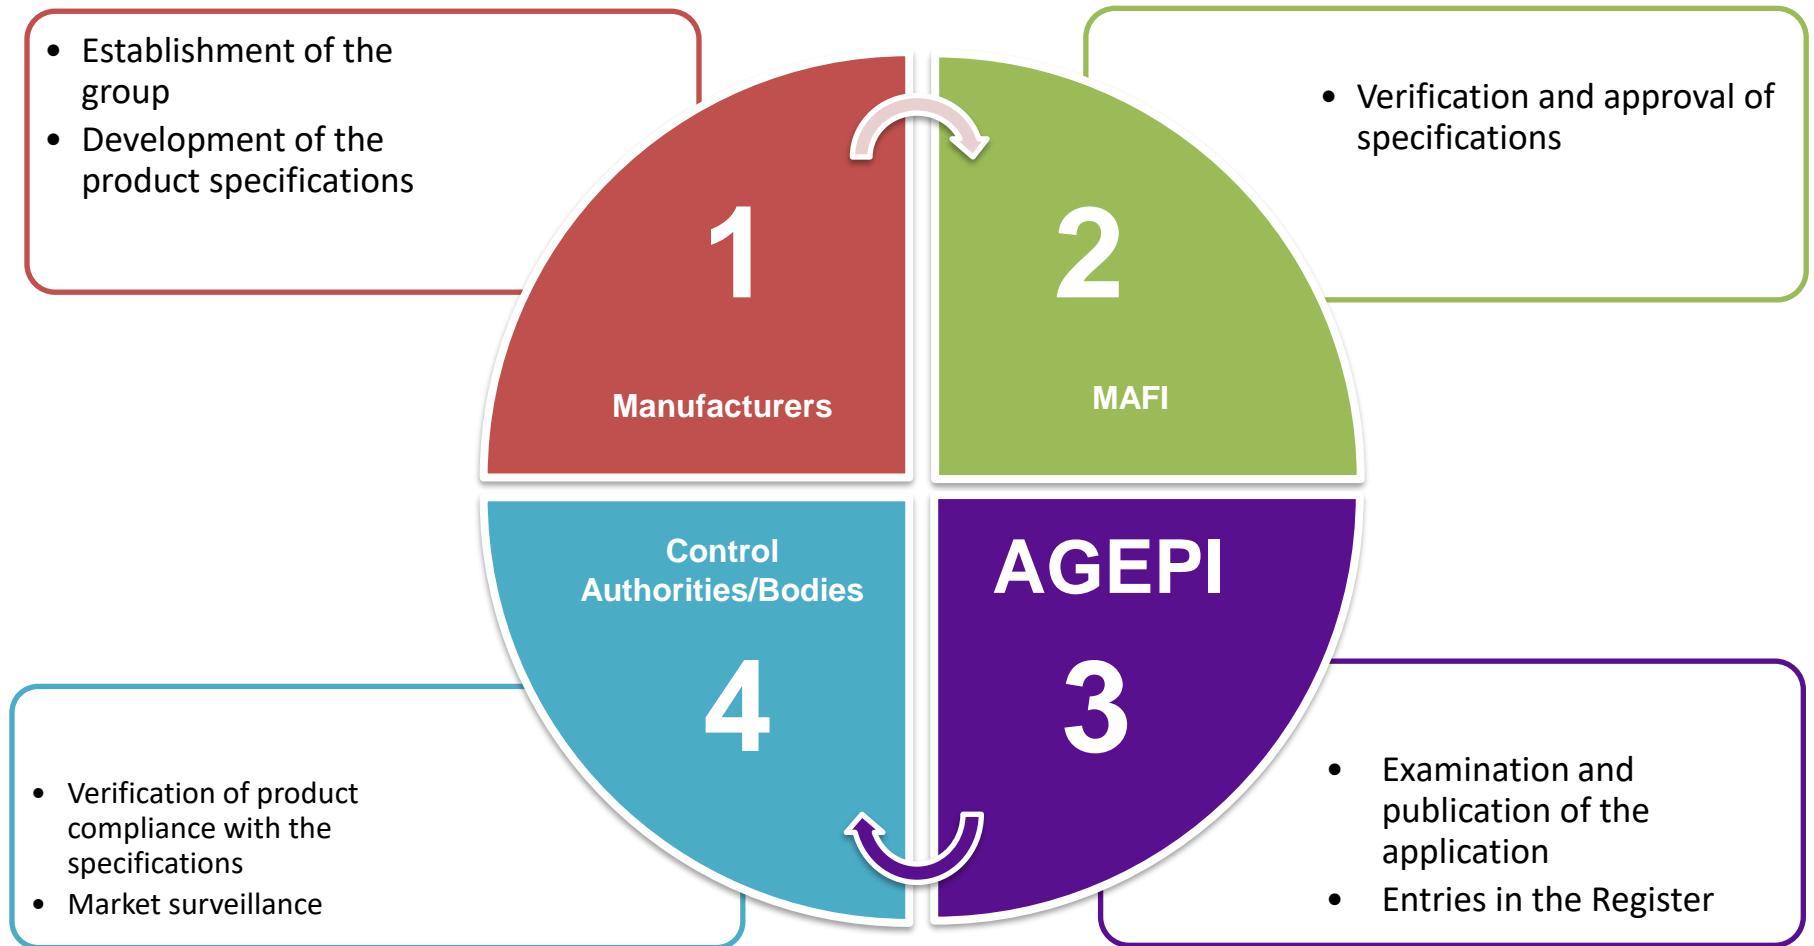 • Establishment of the
group
• Development of the
product specifications
1
Manufacturers
• Verification and approval of
specifications
2
MAFI
AGEPI
3
• Examination and
publication of the
application
• Entries in the Register
Control
Authorities/Bodies
4
• Verification of product
compliance with the
specifications
• Market surveillance